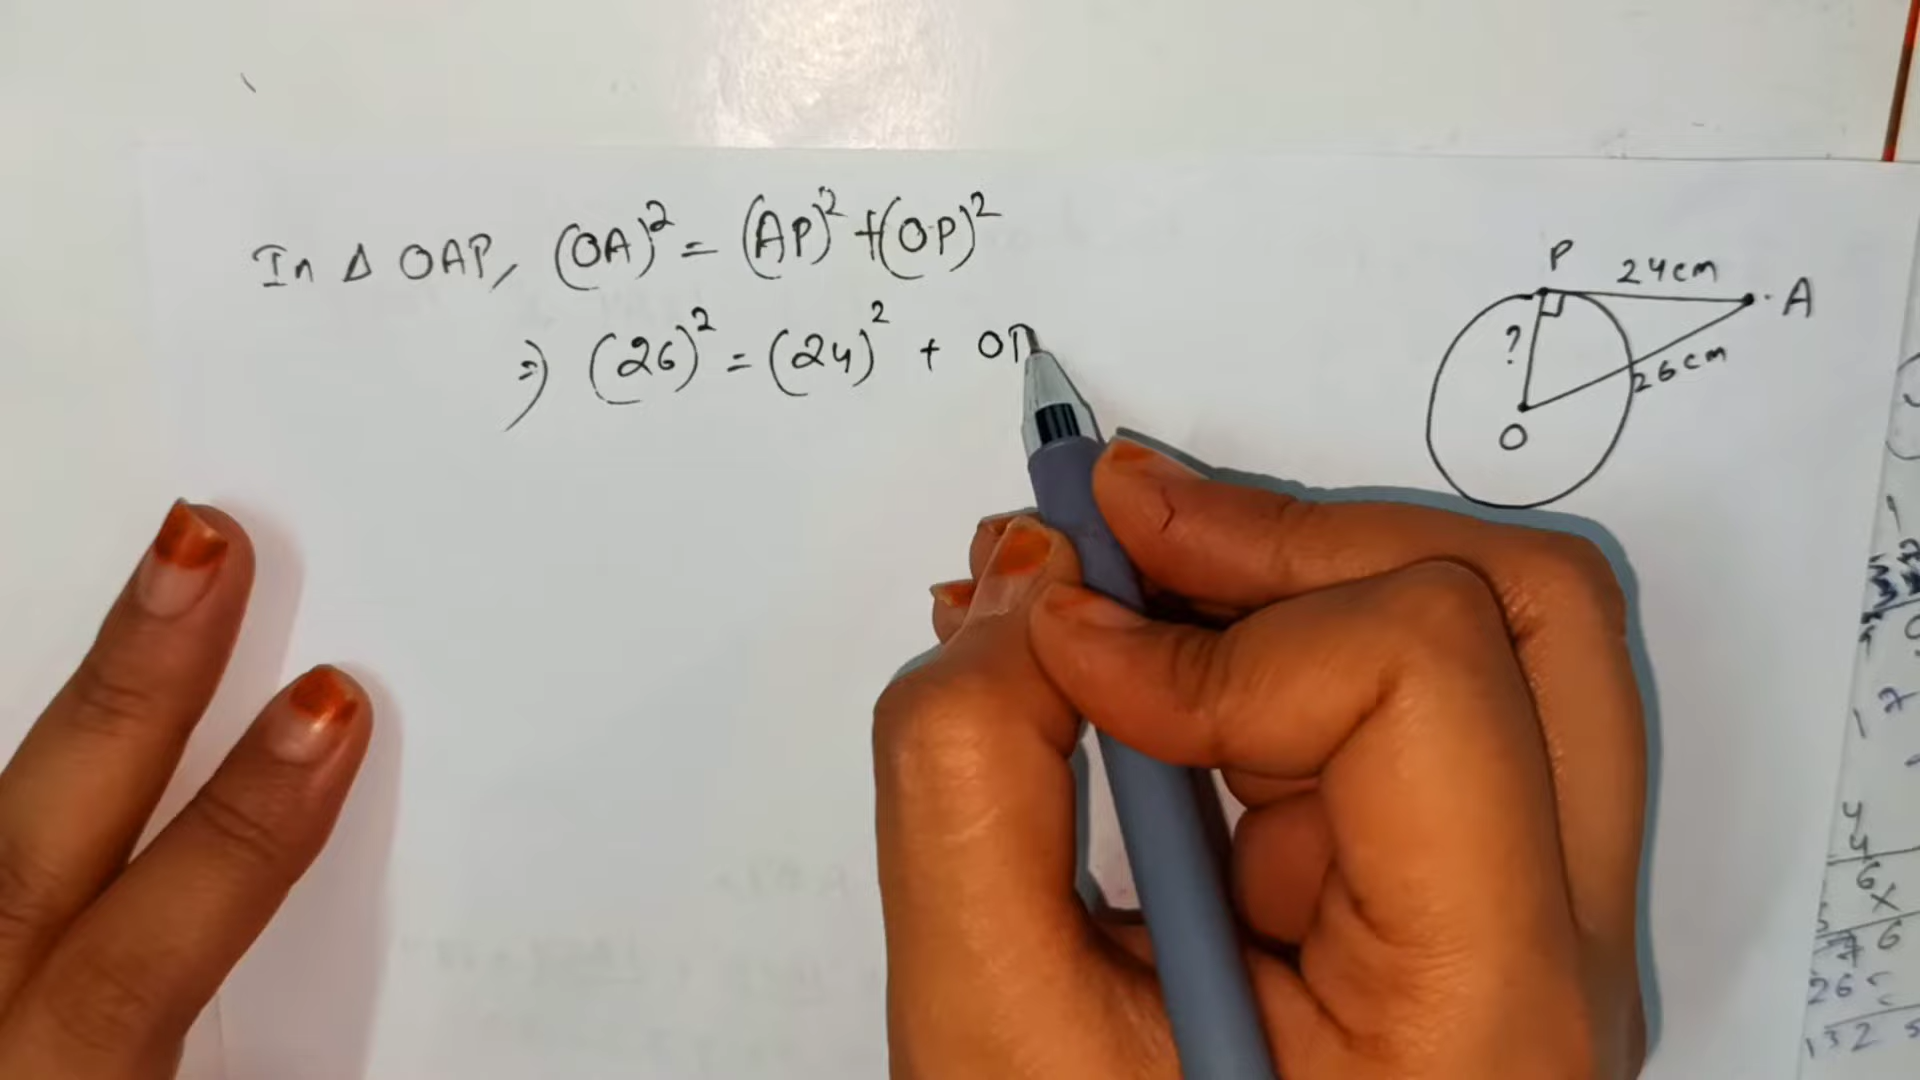 In Δ OAP, (OA)² = (AP)² + (OP)²
⇒ (26)² = (24)² + OP
P
24cm
A
?
26cm
O